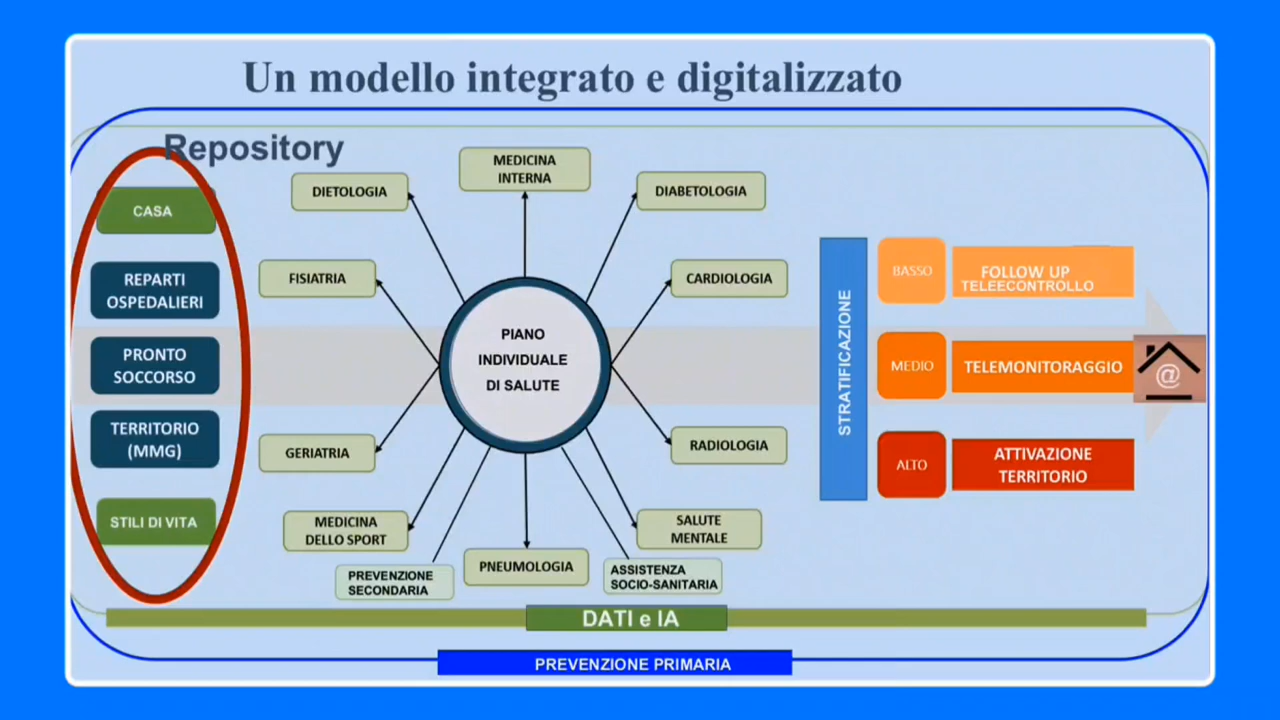 Un modello integrato e digitalizzato
Repository
CASA
REPARTI
OSPEDALIERI
PRONTO
SOCCORSO
TERRITORIO
(MMG)
STILI DI VITA
DIETOLOGIA
MEDICINA
INTERNA
DIABETOLOGIA
FISIATRIA
CARDIOLOGIA
PIANO
INDIVIDUALE
DI SALUTE
GERIATRIA
RADIOLOGIA
MEDICINA
DELLO SPORT
SALUTE
MENTALE
PREVENZIONE
SECONDARIA
PNEUMOLOGIA
ASSISTENZA
SOCIO-SANITARIA
STRATIFICAZIONE
BASSO
FOLLOW UP
TELEECONTROLLO
MEDIO
TELEMONITORAGGIO
@
ALTO
ATTIVAZIONE
TERRITORIO
DATI e IA
PREVENZIONE PRIMARIA